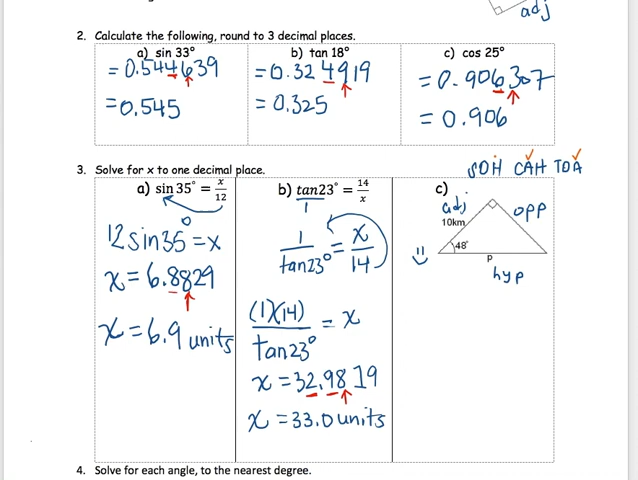 adj
2. Calculate the following, round to 3 decimal places.
a) sin 33°
= 0.544639
= 0.545
b) tan 18°
= 0.324919
= 0.325
c) cos 25°
= 0.906307
= 0.906
3. Solve for x to one decimal place.
SOH CAH TOA
a) sin 35° = x/12
12 sin35° = x
x = 6.8829
x = 6.9 units
b) tan23° = 14/x
1
1/tan23° = x/14
(1)(14)/tan23° = x
x = 32.9819
x = 33.0 units
c)
adj
opp
10km
48°
P
hyp
4. Solve for each angle, to the nearest degree.